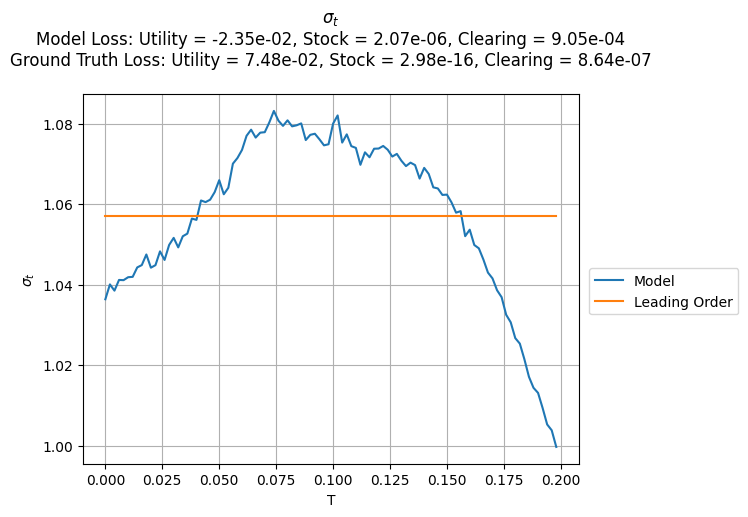 σₜ
Model Loss: Utility = -2.35e-02, Stock = 2.07e-06, Clearing = 9.05e-04
Ground Truth Loss: Utility = 7.48e-02, Stock = 2.98e-16, Clearing = 8.64e-07
1.08
1.06
1.04
1.02
1.00
σₜ
0.000 0.025 0.050 0.075 0.100 0.125 0.150 0.175 0.200
T
Model
Leading Order